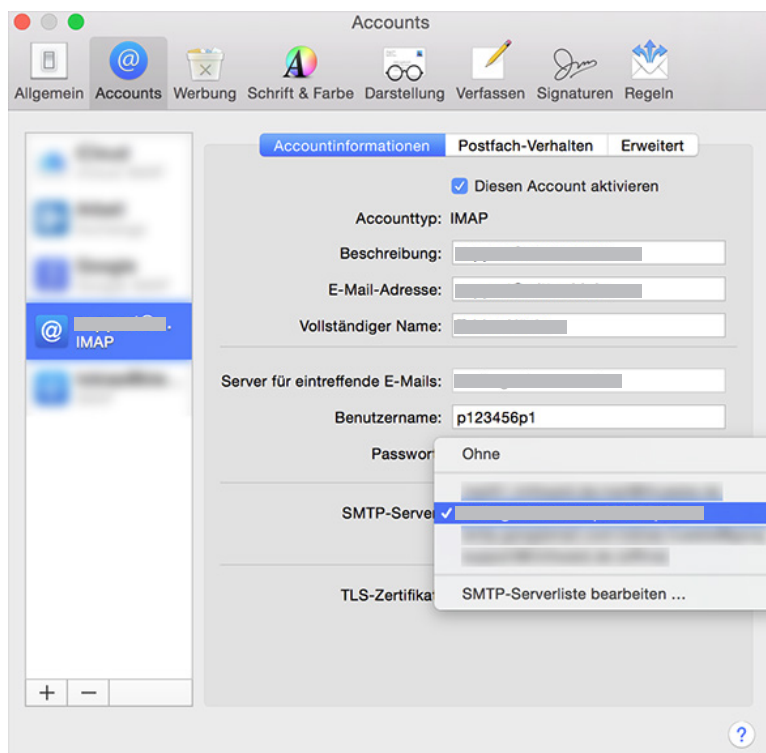 Accounts
Allgemein Accounts Werbung Schrift & Farbe Darstellung Verfassen Signaturen Regeln
Accountinformationen Postfach-Verhalten Erweitert
Diesen Account aktivieren
Accounttyp: IMAP
Beschreibung:
E-Mail-Adresse:
Vollständiger Name:
IMAP
Server für eintreffende E-Mails:
Benutzername: p123456p1
Passwor
Ohne
SMTP-Server
TLS-Zertifika
SMTP-Serverliste bearbeiten ...
+ −
?